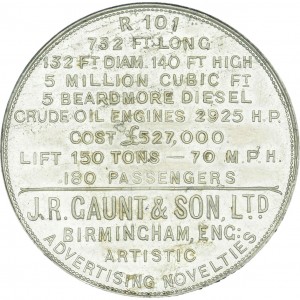 R 101
732 FT LONG
132 FT DIAM. 140 FT HIGH
5 MILLION CUBIC FT
5 BEARDMORE DIESEL
CRUDE OIL ENGINES 2925 H.P.
COST £527,000
LIFT 150 TONS — 70 M.P.H.
180 PASSENGERS
J.R. GAUNT & SON, LTD
BIRMINGHAM, ENG:
ARTISTIC
ADVERTISING NOVELTIES